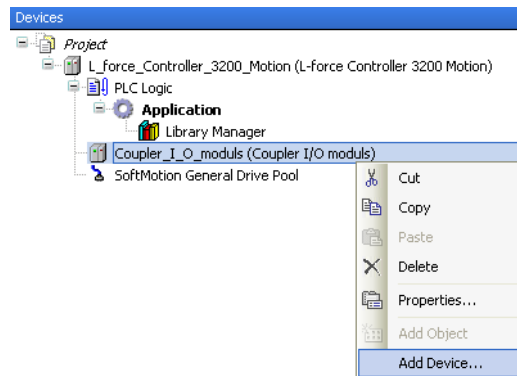 Devices
Project
L_force_Controller_3200_Motion (L-force Controller 3200 Motion)
PLC Logic
Application
Library Manager
Coupler_I_O_moduls (Coupler I/O moduls)
SoftMotion General Drive Pool
Cut
Copy
Paste
Delete
Properties...
Add Object
Add Device...